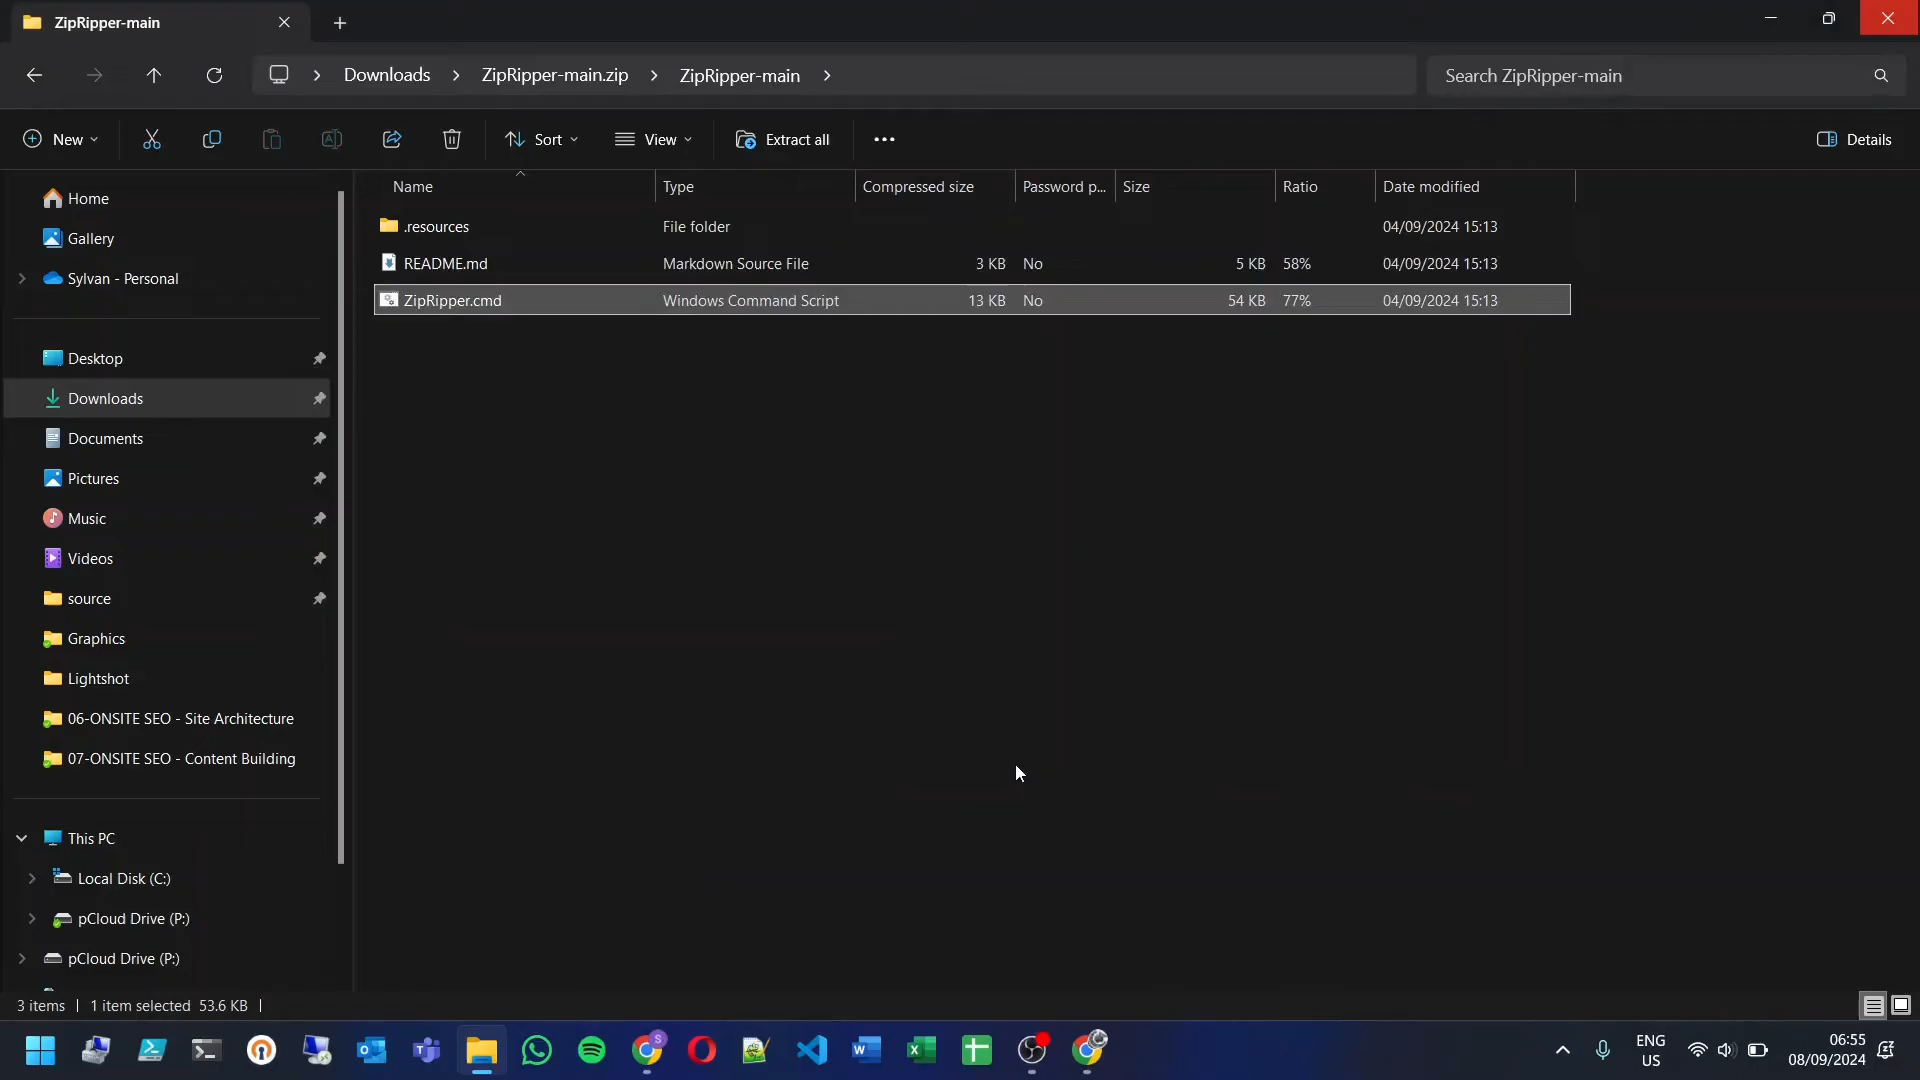 ZipRipper-main
Downloads
ZipRipper-main.zip
ZipRipper-main
Search ZipRipper-main
New
Sort
View
Extract all
Details
Name
Type
Compressed size
Password p...
Size
Ratio
Date modified
.resources
File folder
04/09/2024 15:13
README.md
Markdown Source File
3 KB
No
5 KB
58%
04/09/2024 15:13
ZipRipper.cmd
Windows Command Script
13 KB
No
54 KB
77%
04/09/2024 15:13
Home
Gallery
Sylvan - Personal
Desktop
Downloads
Documents
Pictures
Music
Videos
source
Graphics
Lightshot
06-ONSITE SEO - Site Architecture
07-ONSITE SEO - Content Building
This PC
Local Disk (C:)
pCloud Drive (P:)
pCloud Drive (P:)
3 items
1 item selected 53.6 KB
S
ENG
US
06:55
08/09/2024